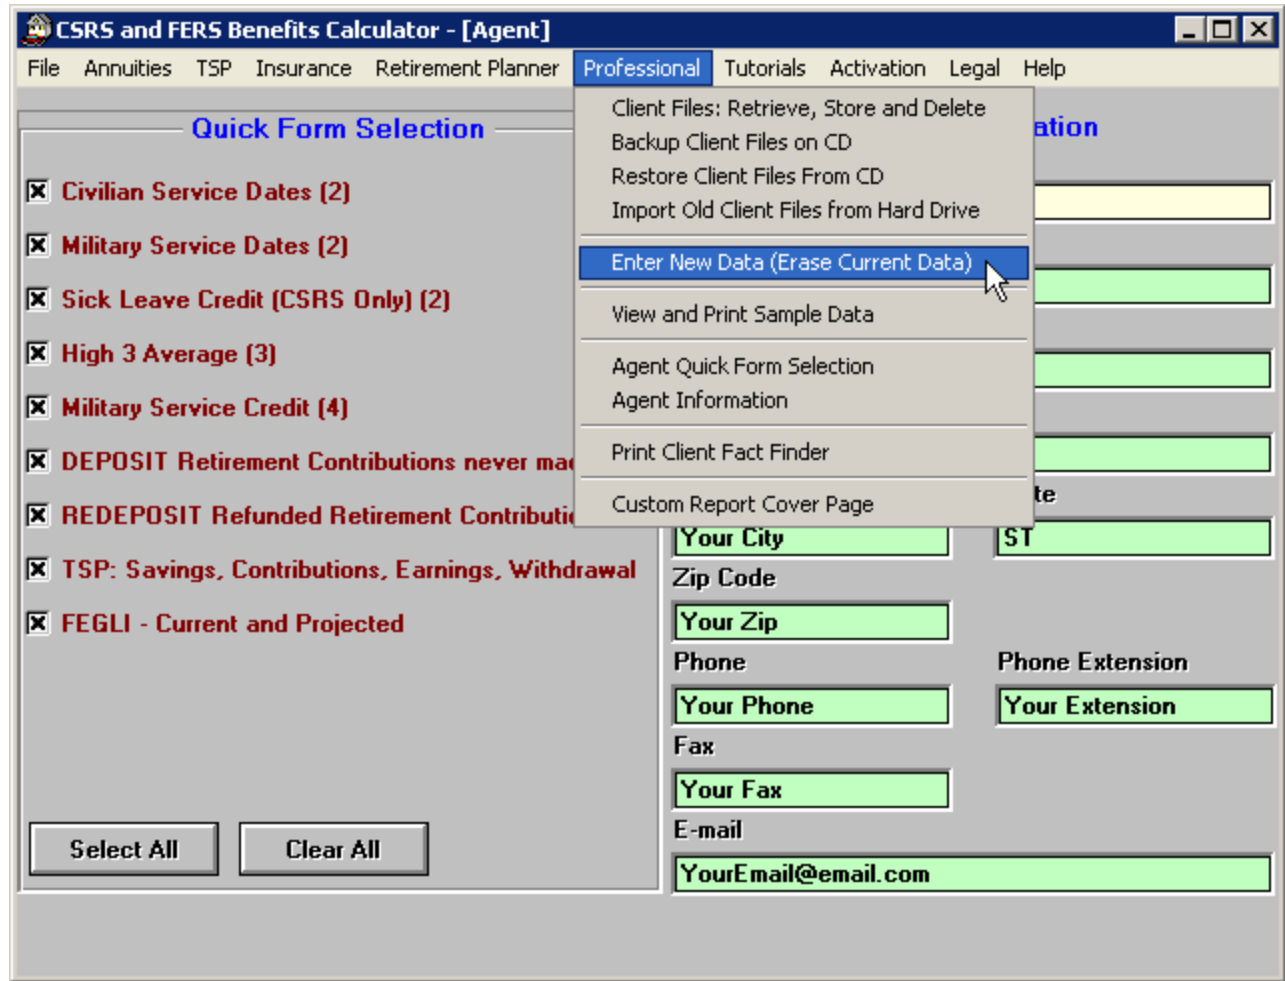 CSRS and FERS Benefits Calculator - [Agent]
File Annuities TSP Insurance Retirement Planner Professional Tutorials Activation Legal Help
Client Files: Retrieve, Store and Delete
Backup Client Files on CD
Restore Client Files From CD
Import Old Client Files from Hard Drive
Enter New Data (Erase Current Data)
View and Print Sample Data
Agent Quick Form Selection
Agent Information
Print Client Fact Finder
Custom Report Cover Page
Quick Form Selection
Civilian Service Dates (2)
Military Service Dates (2)
Sick Leave Credit (CSRS Only) (2)
High 3 Average (3)
Military Service Credit (4)
DEPOSIT Retirement Contributions never
REDEPOSIT Refunded Retirement
TSP: Savings, Contributions, Earnings, Withdrawal
FEGLI - Current and Projected
Select All Clear All
Your City ST
Zip Code
Your Zip
Phone Phone Extension
Your Phone Your Extension
Fax
Your Fax
E-mail
YourEmail@email.com